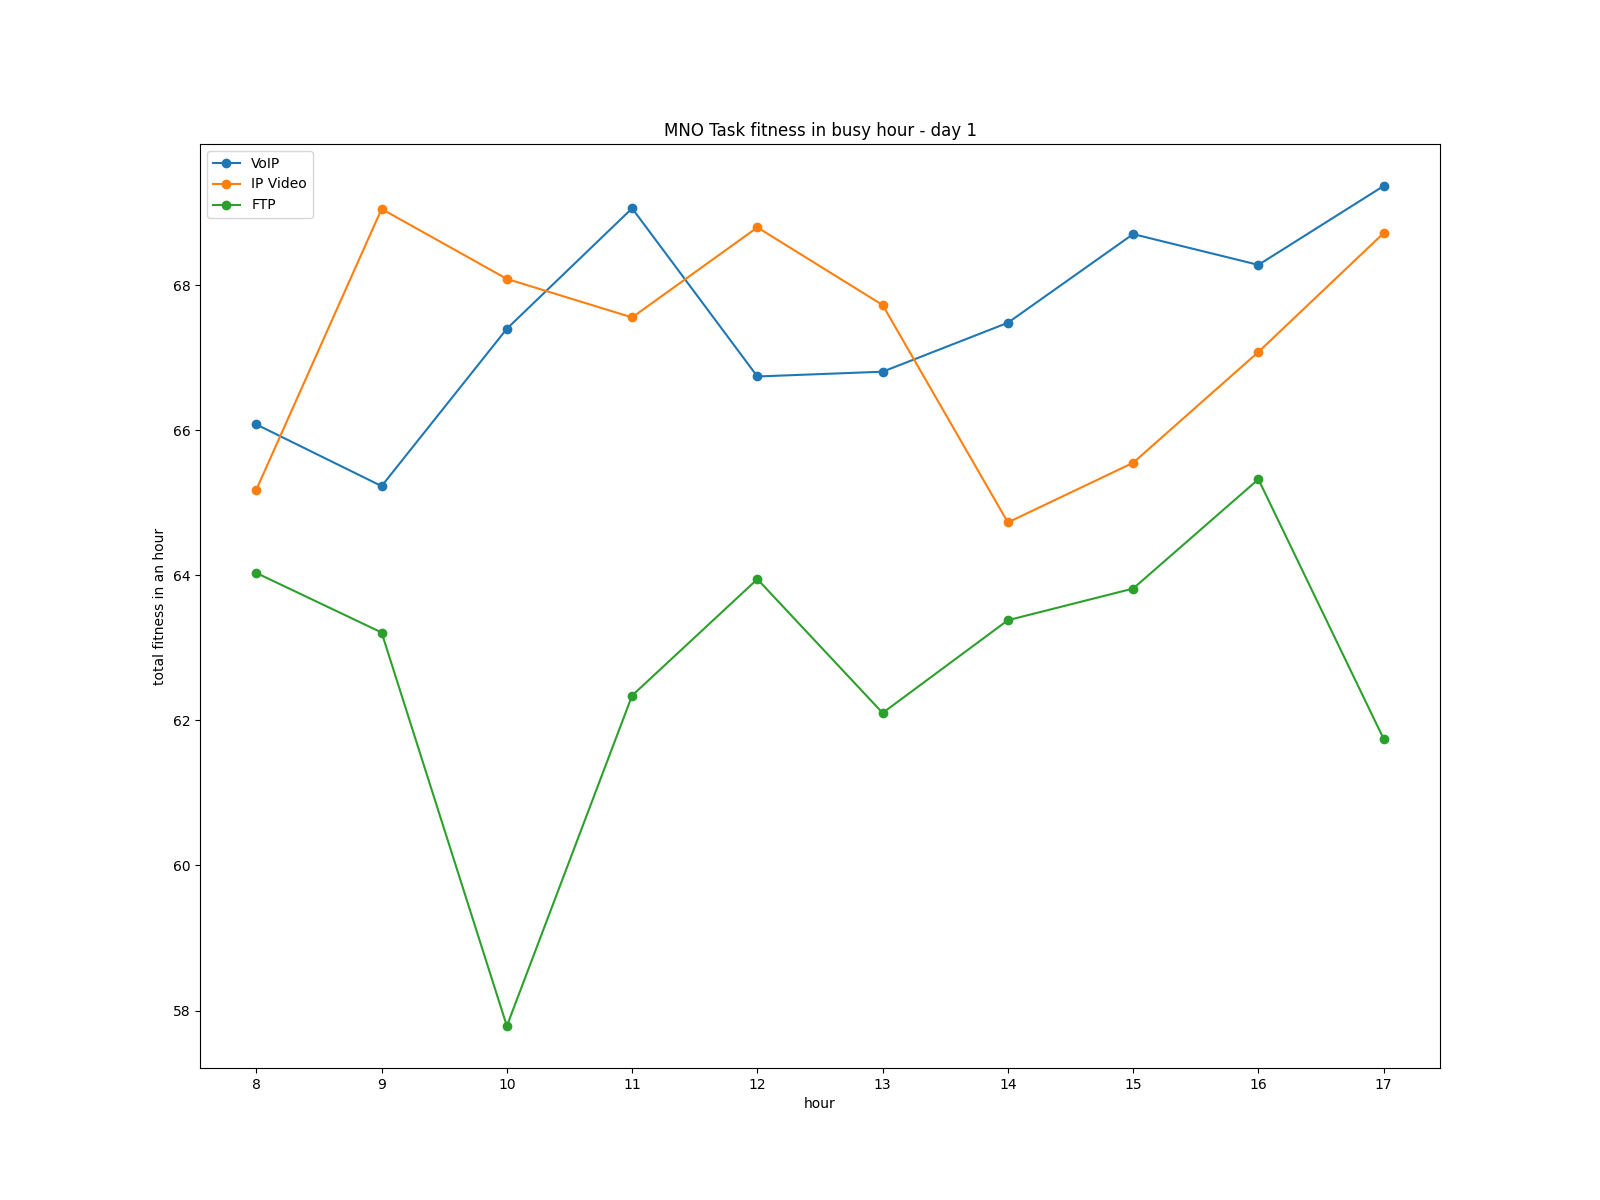 MNO Task fitness in busy hour - day 1
VoIP
IP Video
FTP
total fitness in an hour
68
66
64
62
60
58
8 9 10 11 12 13 14 15 16 17
hour